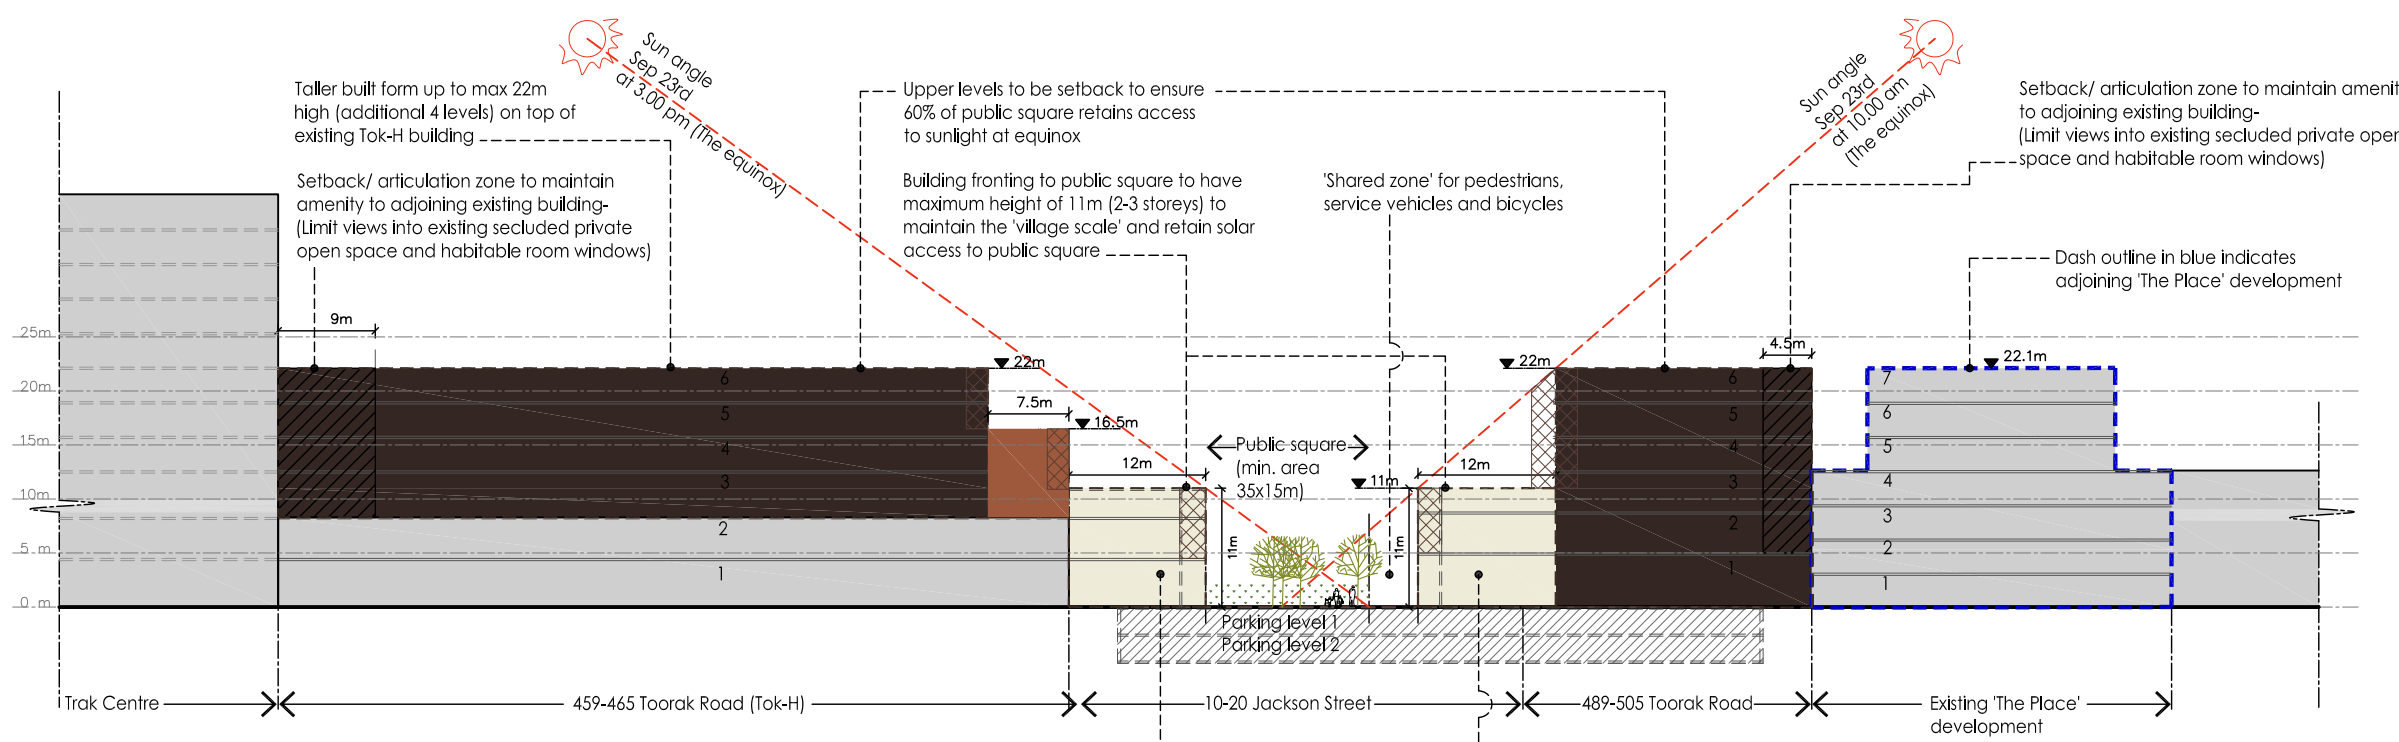 Sun angle
Sep 23rd
at 3.00 pm (The equinox)
Sun angle
Sep 23rd
at 10.00 am
(The equinox)
Taller built form up to max 22m
high (additional 4 levels) on top of
existing Tok-H building
Upper levels to be setback to ensure
60% of public square retains access
to sunlight at equinox
Setback/ articulation zone to maintain amenit
to adjoining existing building-
(Limit views into existing secluded private open
space and habitable room windows)
Setback/ articulation zone to maintain
amenity to adjoining existing building-
(Limit views into existing secluded private
open space and habitable room windows)
Building fronting to public square to have
maximum height of 11m (2-3 storeys) to
maintain the 'village scale' and retain solar
access to public square
'Shared zone' for pedestrians,
service vehicles and bicycles
Dash outline in blue indicates
adjoining 'The Place' development
25m
20m
15m
10m
5 m
0 m
9m
22m
7.5m
16.5m
12m
Public square
(min. area
35x15m)
11m
12m
22m
4.5m
22.1m
11m
11m
6
5
4
3
2
1
6
5
4
3
2
1
7
6
5
4
3
2
1
Parking level 1
Parking level 2
Trak Centre
459-465 Toorak Road (Tok-H)
10-20 Jackson Street
489-505 Toorak Road
Existing 'The Place'
development